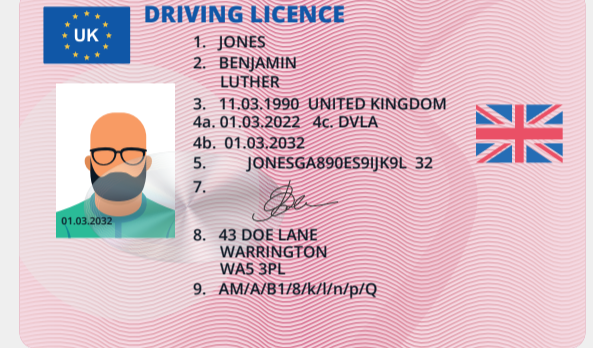 DRIVING LICENCE
UK
1. JONES
2. BENJAMIN
LUTHER
3. 11.03.1990 UNITED KINGDOM
4a. 01.03.2022 4c. DVLA
4b. 01.03.2032
5. JONESGA890ES9IJK9L 32
7.
01.03.2032
8. 43 DOE LANE
WARRINGTON
WA5 3PL
9. AM/A/B1/8/k/l/n/p/Q